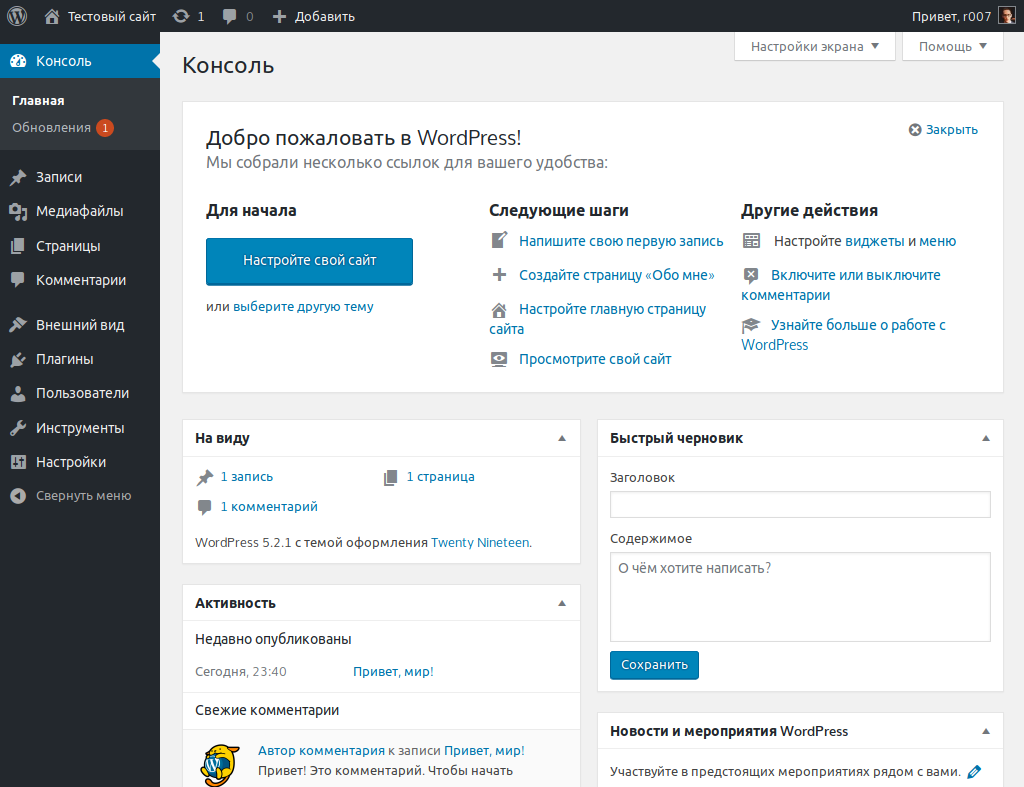 Тестовый сайт 1 0 Добавить Привет, r007
Консоль
Главная
Обновления 1
Записи
Медиафайлы
Страницы
Комментарии
Внешний вид
Плагины
Пользователи
Инструменты
Настройки
Свернуть меню
Настройки экрана Помощь
Консоль
Добро пожаловать в WordPress!
Закрыть
Мы собрали несколько ссылок для вашего удобства:
Для начала
Настройте свой сайт
или выберите другую тему
Следующие шаги
Напишите свою первую запись
Создайте страницу «Обо мне»
Настройте главную страницу
сайта
Просмотрите свой сайт
Другие действия
Настройте виджеты и меню
Включите или выключите
комментарии
Узнайте больше о работе с
WordPress
На виду
1 запись 1 страница
1 комментарий
WordPress 5.2.1 с темой оформления Twenty Nineteen.
Активность
Недавно опубликованы
Сегодня, 23:40 Привет, мир!
Свежие комментарии
Автор комментария к записи Привет, мир!
Привет! Это комментарий. Чтобы начать
Быстрый черновик
Заголовок
Содержимое
О чём хотите написать?
Сохранить
Новости и мероприятия WordPress
Участвуйте в предстоящих мероприятиях рядом с вами.